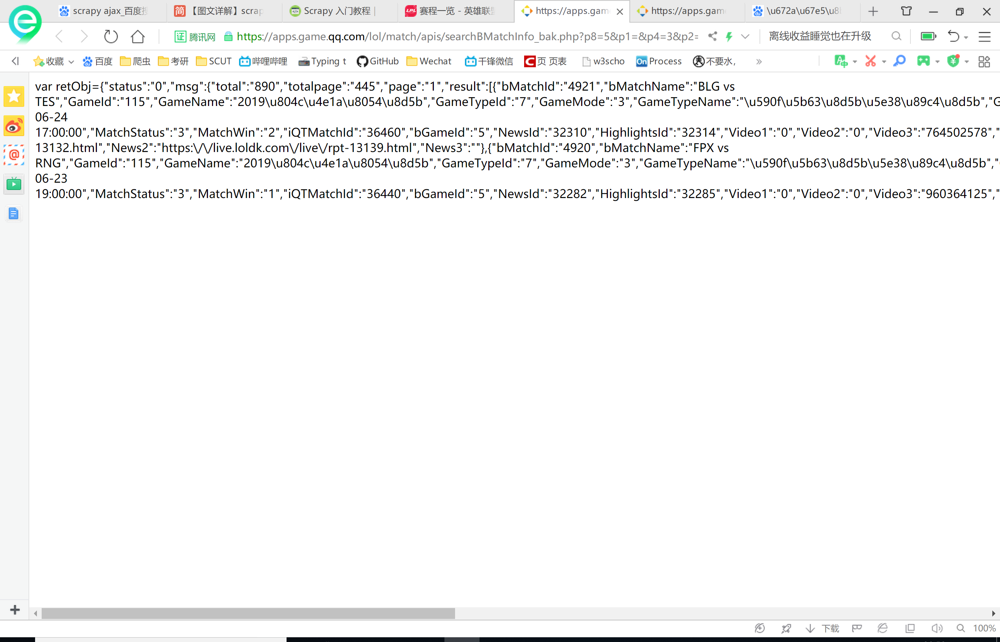 scrapy ajax_百度
【图文详解】scrap
Scrapy 入门教程 |
赛程一览 - 英雄联
https://apps.gam
https://apps.gam
\u672a\u67e5\u8
证 腾讯网 https://apps.game.qq.com/lol/match/apis/searchBMatchInfo_bak.php?p8=5&p1=&p4=3&p2= 离线收益睡觉也在升级
收藏 百度 爬虫 考研 SCUT 哔哩哔哩 Typing t GitHub Wechat 千锋微信 页 页表 w3scho Process 不要水,
var retObj={"status":"0","msg":{"total":"890","totalpage":"445","page":"1","result":[{"bMatchId":"4921","bMatchName":"BLG vs
TES","GameId":"115","GameName":"2019\u804c\u4e1a\u8054\u8d5b","GameTypeId":"7","GameMode":"3","GameTypeName":"\u590f\u5b63\u8d5b\u5e38\u89c4\u8d5b","G
06-24
17:00:00","MatchStatus":"3","MatchWin":"2","iQTMatchId":"36460","bGameId":"5","NewsId":"32310","HighlightsId":"32314","Video1":"0","Video2":"0","Video3":"764502578","
13132.html","News2":"https:\/\/live.loldk.com\/live\/rpt-13139.html","News3":""},{"bMatchId":"4920","bMatchName":"FPX vs
RNG","GameId":"115","GameName":"2019\u804c\u4e1a\u8054\u8d5b","GameTypeId":"7","GameMode":"3","GameTypeName":"\u590f\u5b63\u8d5b\u5e38\u89c4\u8d5b","
06-23
19:00:00","MatchStatus":"3","MatchWin":"1","iQTMatchId":"36440","bGameId":"5","NewsId":"32282","HighlightsId":"32285","Video1":"0","Video2":"0","Video3":"960364125","
下载 100%